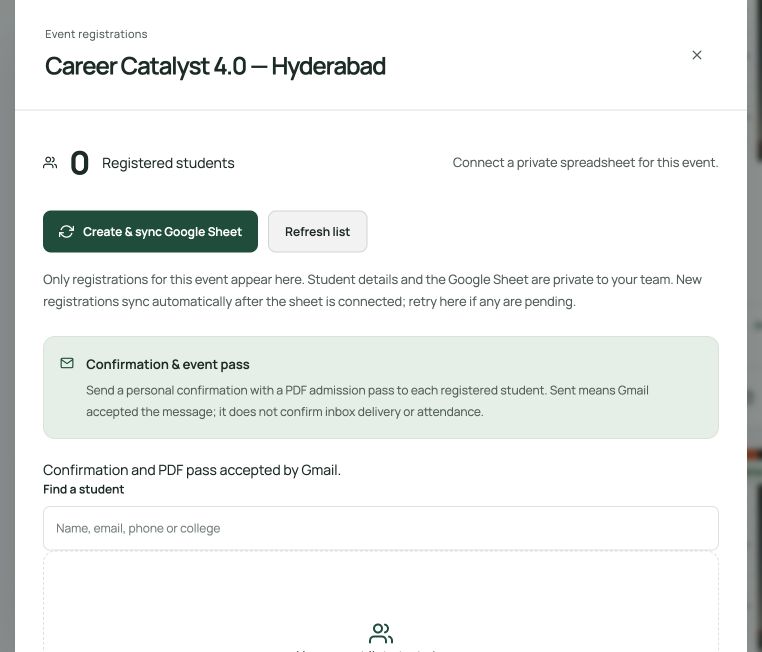 Event registrations
Career Catalyst 4.0 — Hyderabad
0 Registered students
Connect a private spreadsheet for this event.
Create & sync Google Sheet
Refresh list
Only registrations for this event appear here. Student details and the Google Sheet are private to your team. New
registrations sync automatically after the sheet is connected; retry here if any are pending.
Confirmation & event pass
Send a personal confirmation with a PDF admission pass to each registered student. Sent means Gmail
accepted the message; it does not confirm inbox delivery or attendance.
Confirmation and PDF pass accepted by Gmail.
Find a student
Name, email, phone or college